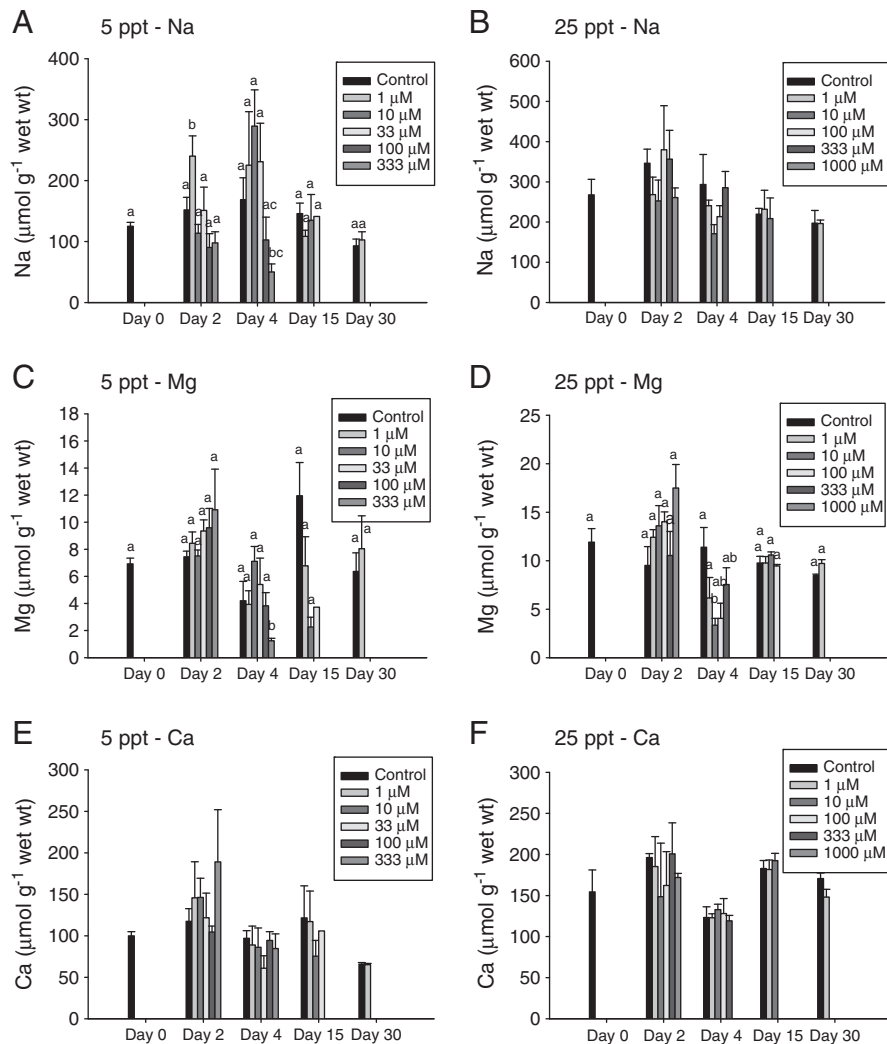 A
5 ppt - Na
Na (µmol g⁻¹ wet wt)
400
300
200
100
0
a
a
b
a
a
a
a
a
a
a
a
ac
bc
a
a
a
a
aa
Day 0
Day 2
Day 4
Day 15
Day 30
Control
1 µM
10 µM
33 µM
100 µM
333 µM
B
25 ppt - Na
Na (µmol g⁻¹ wet wt)
600
500
400
300
200
100
0
Day 0
Day 2
Day 4
Day 15
Day 30
Control
1 µM
10 µM
100 µM
333 µM
1000 µM
C
5 ppt - Mg
Mg (µmol g⁻¹ wet wt)
18
16
14
12
10
8
6
4
2
0
a
a
a
a
a
a
a
a
a
a
a
a
b
a
a
a
a
a
Day 0
Day 2
Day 4
Day 15
Day 30
Control
1 µM
10 µM
33 µM
100 µM
333 µM
D
25 ppt - Mg
Mg (µmol g⁻¹ wet wt)
25
20
15
10
5
0
a
a
a
a
a
a
a
a
a
b
ab
ab
a
a
a
a
a
a
Day 0
Day 2
Day 4
Day 15
Day 30
Control
1 µM
10 µM
100 µM
333 µM
1000 µM
E
5 ppt - Ca
Ca (µmol g⁻¹ wet wt)
300
250
200
150
100
50
0
Day 0
Day 2
Day 4
Day 15
Day 30
Control
1 µM
10 µM
33 µM
100 µM
333 µM
F
25 ppt - Ca
Ca (µmol g⁻¹ wet wt)
300
250
200
150
100
50
0
Day 0
Day 2
Day 4
Day 15
Day 30
Control
1 µM
10 µM
100 µM
333 µM
1000 µM